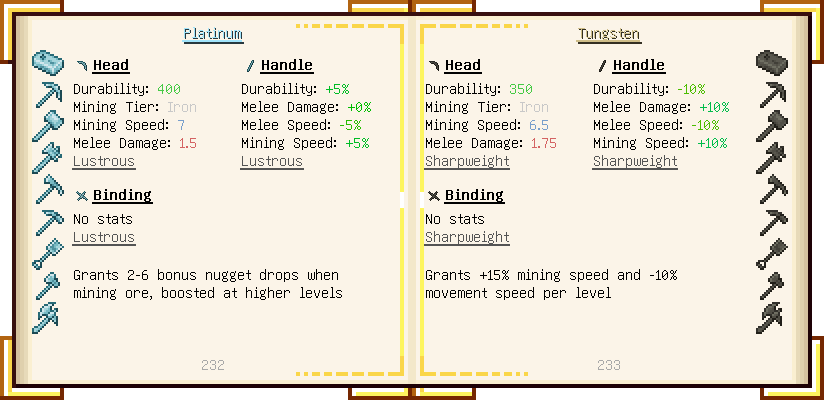 Platinum
Head
Durability: 400
Mining Tier: Iron
Mining Speed: 7
Melee Damage: 1.5
Lustrous
Handle
Durability: +5%
Melee Damage: +0%
Melee Speed: -5%
Mining Speed: +5%
Lustrous
Binding
No stats
Lustrous
Grants 2-6 bonus nugget drops when
mining ore, boosted at higher levels
232
Tungsten
Head
Durability: 350
Mining Tier: Iron
Mining Speed: 6.5
Melee Damage: 1.75
Sharpweight
Handle
Durability: -10%
Melee Damage: +10%
Melee Speed: -10%
Mining Speed: +10%
Sharpweight
Binding
No stats
Sharpweight
Grants +15% mining speed and -10%
movement speed per level
233